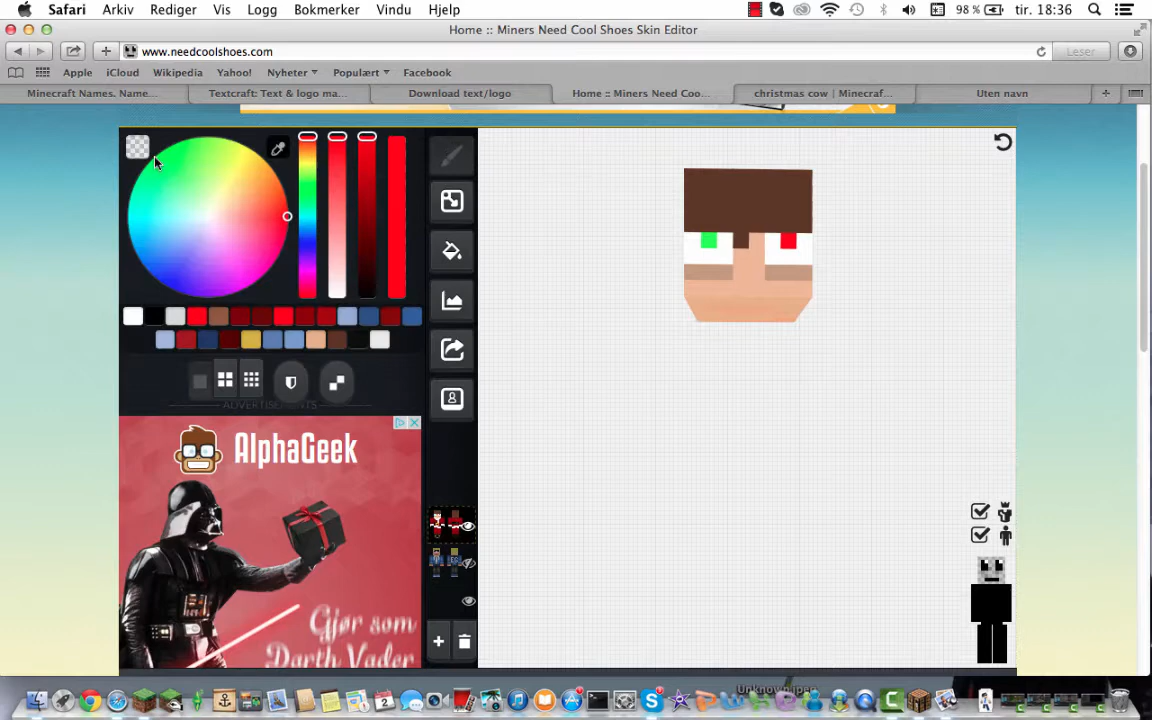 Safari Arkiv Rediger Vis Logg Bokmerker Vindu Hjelp 98 % tir. 18:36
Home :: Miners Need Cool Shoes Skin Editor
www.needcoolshoes.com Leser
Apple iCloud Wikipedia Yahoo! Nyheter Populært Facebook
Minecraft Names. Name... Textcraft: Text & logo ma... Download text/logo Home :: Miners Need Coo... christmas cow | Minecraf... Uten navn
ADVERTISEMENTS
AlphaGeek
Gjør som
Darth Vader